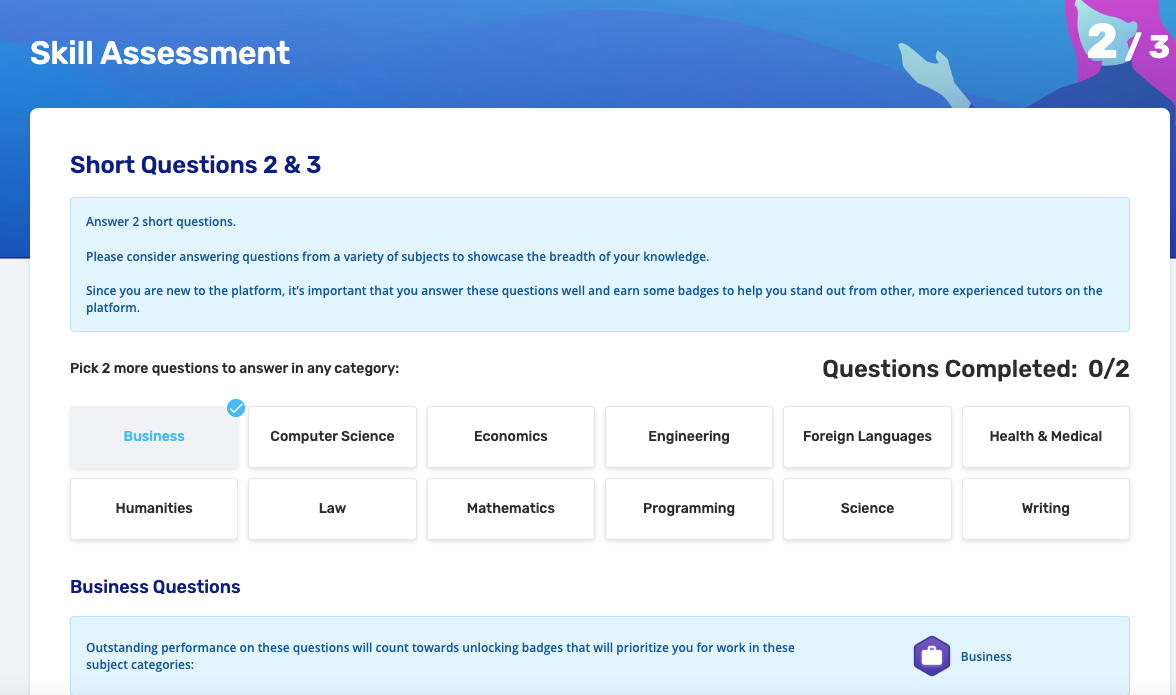 Skill Assessment
2 / 3
Short Questions 2 & 3
Answer 2 short questions.
Please consider answering questions from a variety of subjects to showcase the breadth of your knowledge.
Since you are new to the platform, it’s important that you answer these questions well and earn some badges to help you stand out from other, more experienced tutors on the
platform.
Pick 2 more questions to answer in any category:
Questions Completed: 0/2
Business
Computer Science
Economics
Engineering
Foreign Languages
Health & Medical
Humanities
Law
Mathematics
Programming
Science
Writing
Business Questions
Outstanding performance on these questions will count towards unlocking badges that will prioritize you for work in these
subject categories:
Business